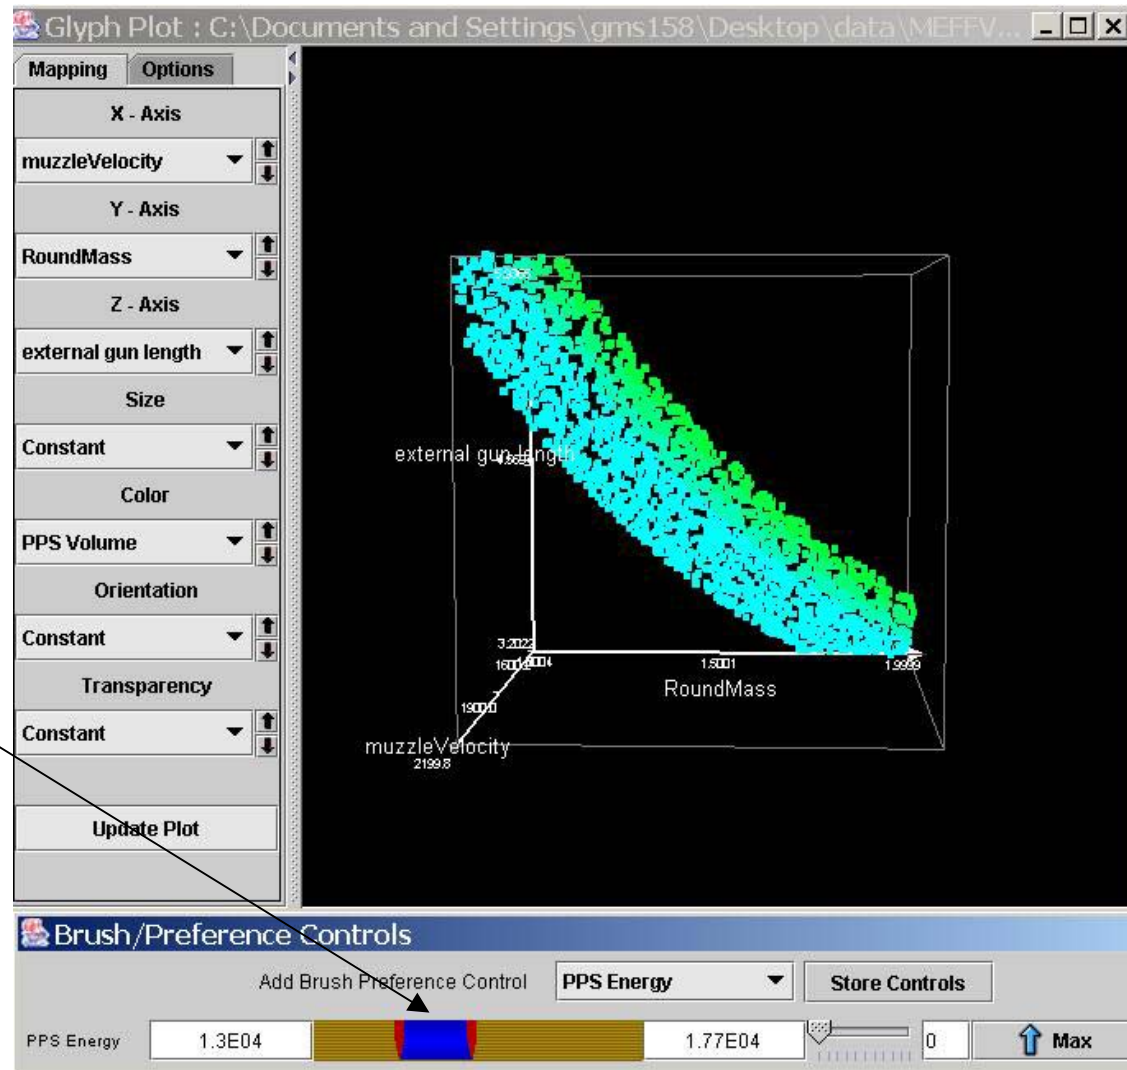 Glyph Plot : C:\Documents and Settings\gms158\Desktop\data\MEFFV...
Mapping Options
X - Axis
muzzleVelocity
Y - Axis
RoundMass
Z - Axis
external gun length
Size
Constant
Color
PPS Volume
Orientation
Constant
Transparency
Constant
Update Plot
external gun length
3.2022
1.5001
1.9999
RoundMass
1900.0
muzzleVelocity
2199.8
Brush/Preference Controls
Add Brush Preference Control PPS Energy Store Controls
PPS Energy 1.3E04 1.77E04 0 Max